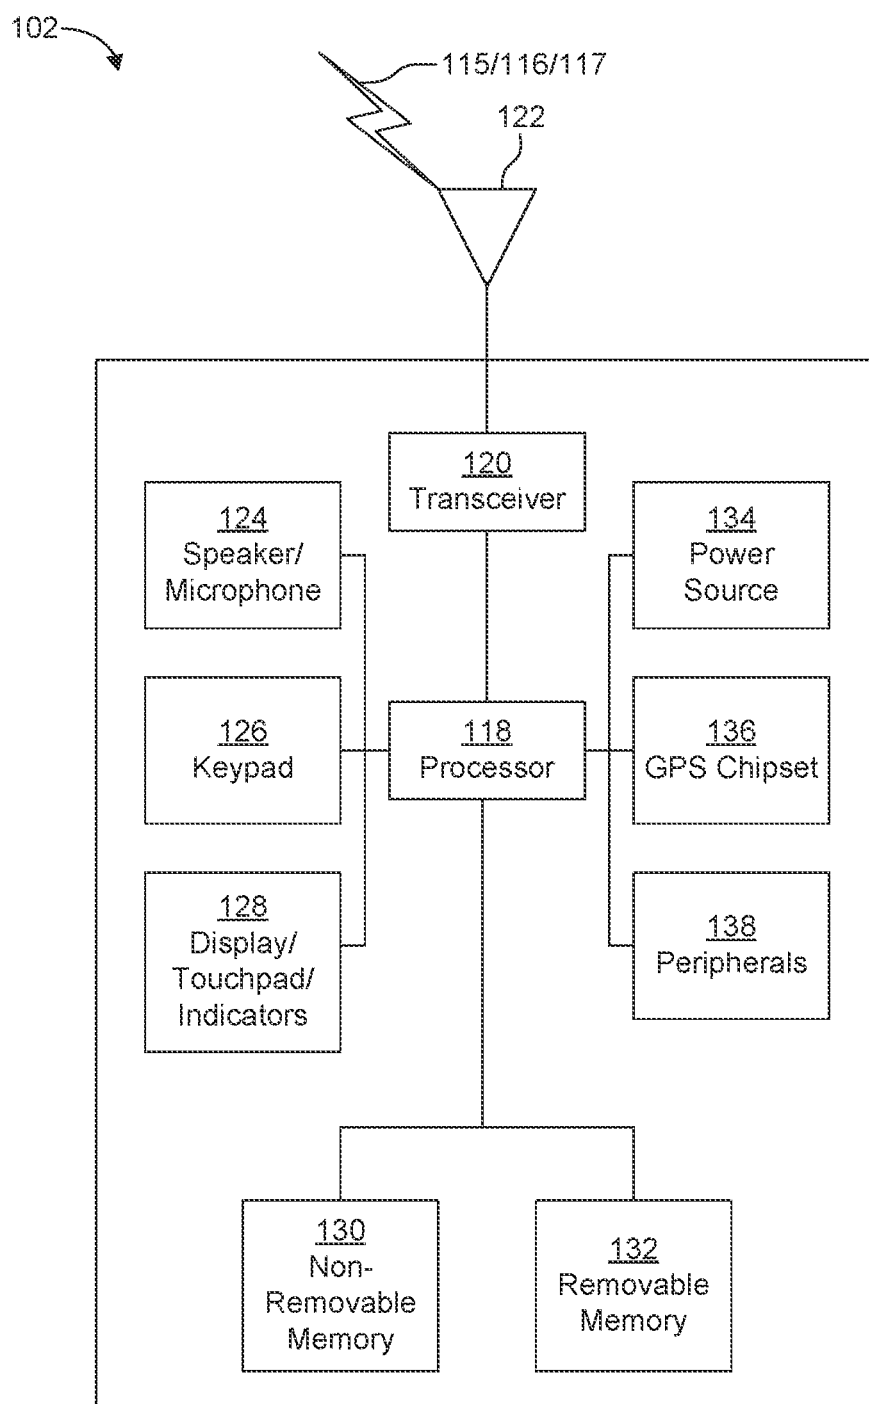 102
115/116/117
122
120
Transceiver
124
Speaker/
Microphone
134
Power
Source
126
Keypad
118
Processor
136
GPS Chipset
128
Display/
Touchpad/
Indicators
138
Peripherals
130
Non-
Removable
Memory
132
Removable
Memory